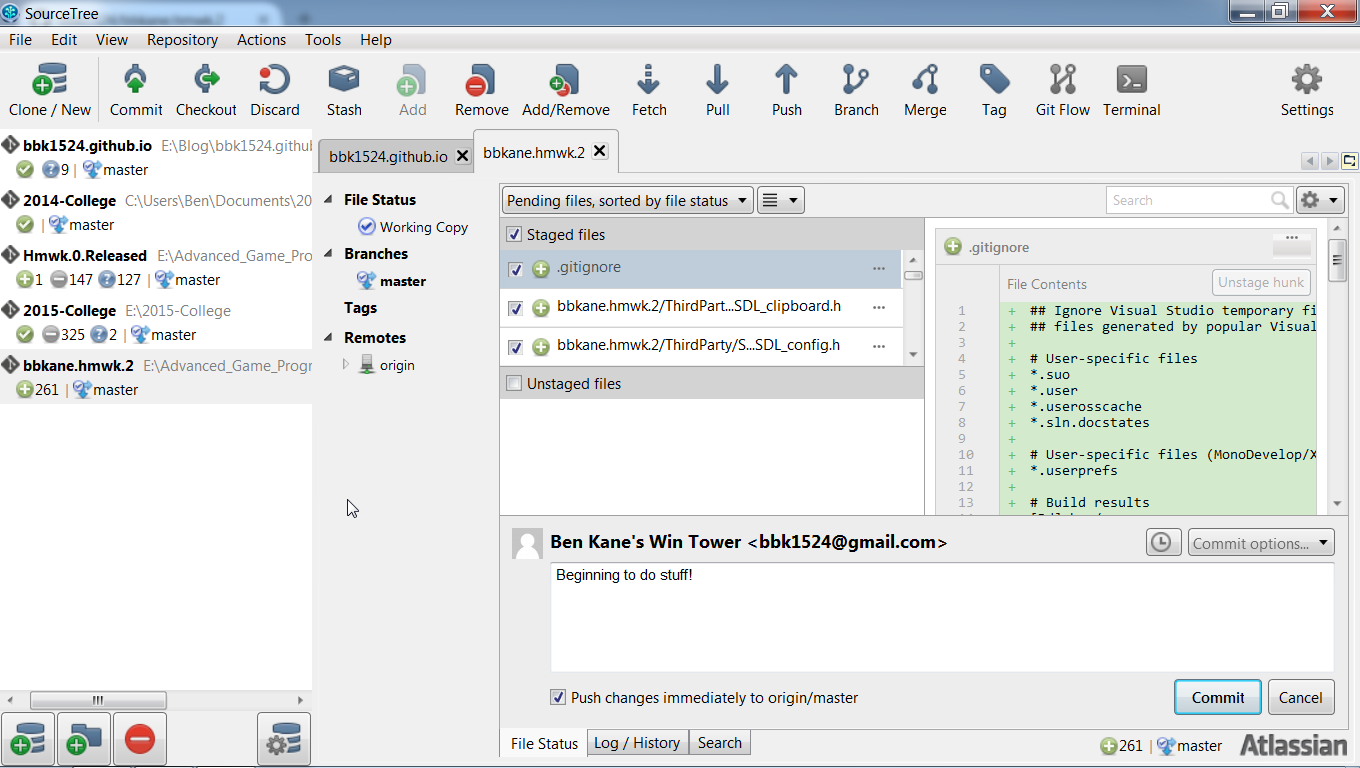 SourceTree
File Edit View Repository Actions Tools Help
Clone / New Commit Checkout Discard Stash Add Remove Add/Remove Fetch Pull Push Branch Merge Tag Git Flow Terminal Settings
bbk1524.github.io E:\Blog\bbk1524.githu
9 | master
2014-College C:\Users\Ben\Documents\20
| master
Hmwk.0.Released E:\Advanced_Game_Pro
1 147 127 | master
2015-College E:\2015-College
325 2 | master
bbkane.hmwk.2 E:\Advanced_Game_Progr
261 | master
bbk1524.github.io bbkane.hmwk.2
File Status
Working Copy
Branches
master
Tags
Remotes
origin
Pending files, sorted by file status
Search
Staged files
.gitignore ...
bbkane.hmwk.2/ThirdPart...SDL_clipboard.h ...
bbkane.hmwk.2/ThirdParty/S...SDL_config.h ...
Unstaged files
.gitignore ...
File Contents Unstage hunk
1 + ## Ignore Visual Studio temporary fi
2 + ## files generated by popular Visual
3 +
4 + # User-specific files
5 + *.suo
6 + *.user
7 + *.userosscache
8 + *.sln.docstates
9 +
10 + # User-specific files (MonoDevelop/X
11 + *.userprefs
12 +
13 + # Build results
Ben Kane's Win Tower <bbk1524@gmail.com>
Commit options...
Beginning to do stuff!
Push changes immediately to origin/master
Commit Cancel
File Status Log / History Search
261 | master Atlassian